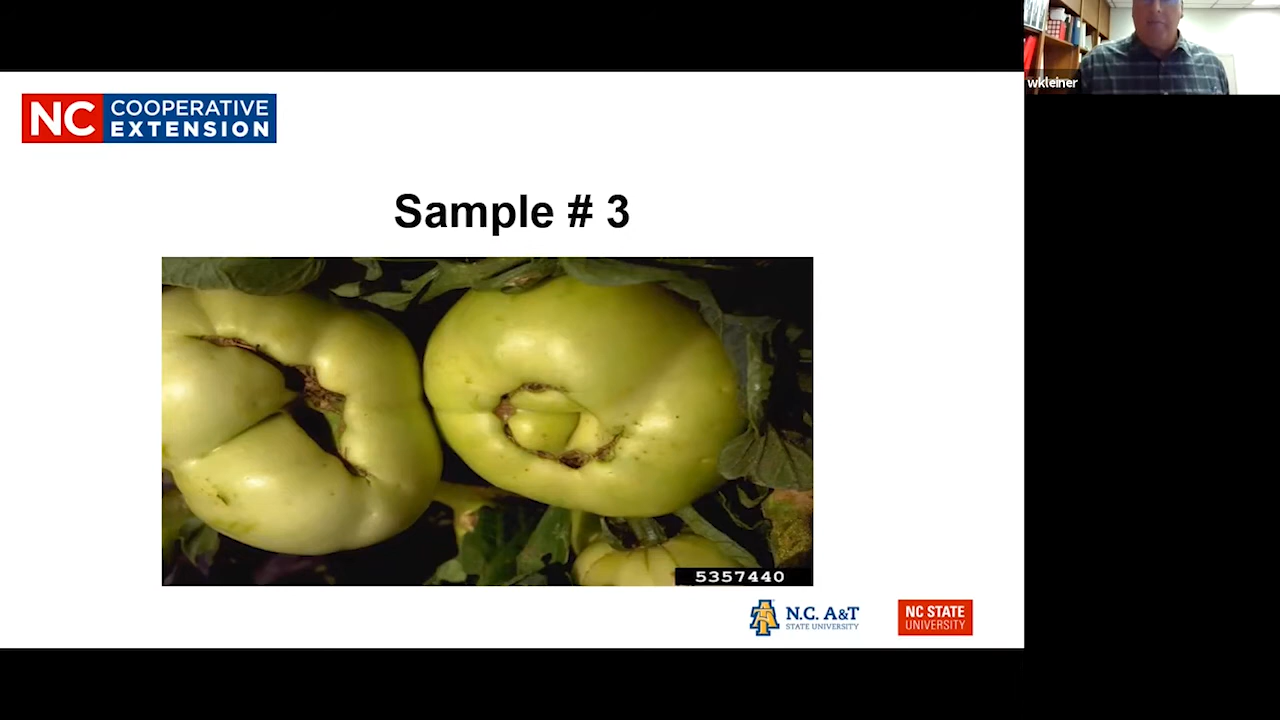 wkleiner
NC COOPERATIVE
EXTENSION
Sample # 3
5357440
N.C. A&T
STATE UNIVERSITY
NC STATE
UNIVERSITY